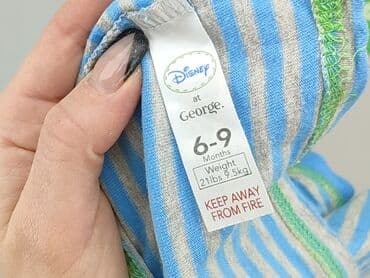 Disney
at
George.
6-9
Months
Weight
21lbs 9.5kg
KEEP AWAY
FROM FIRE